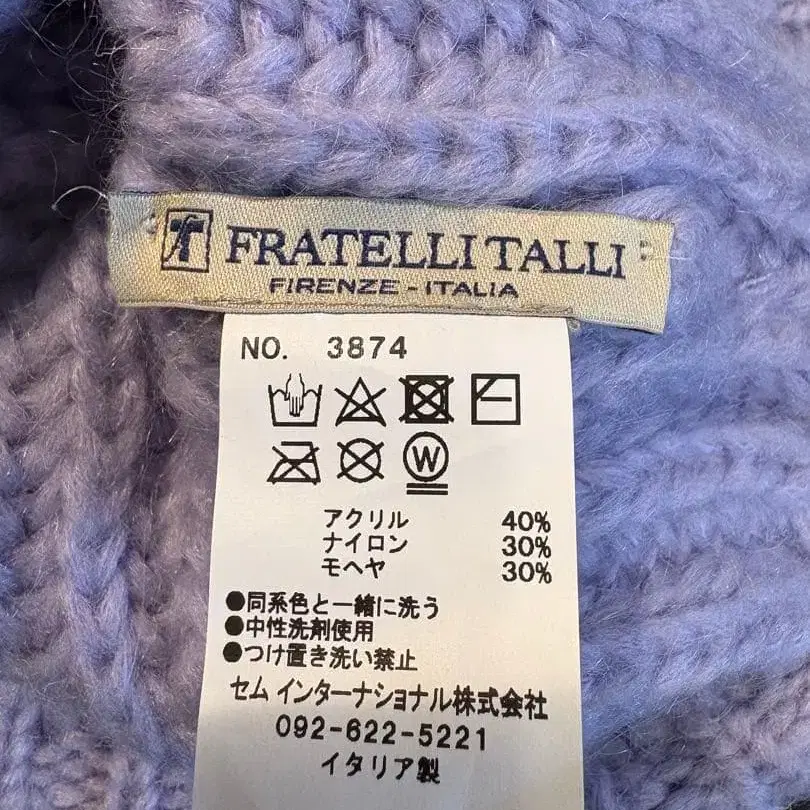 FRATELLI TALLI
FIRENZE - ITALIA
NO. 3874
W
アクリル 40%
ナイロン 30%
モヘヤ 30%
●同系色と一緒に洗う
●中性洗剤使用
●つけ置き洗い禁止
セム インターナショナル株式会社
092-622-5221
イタリア製